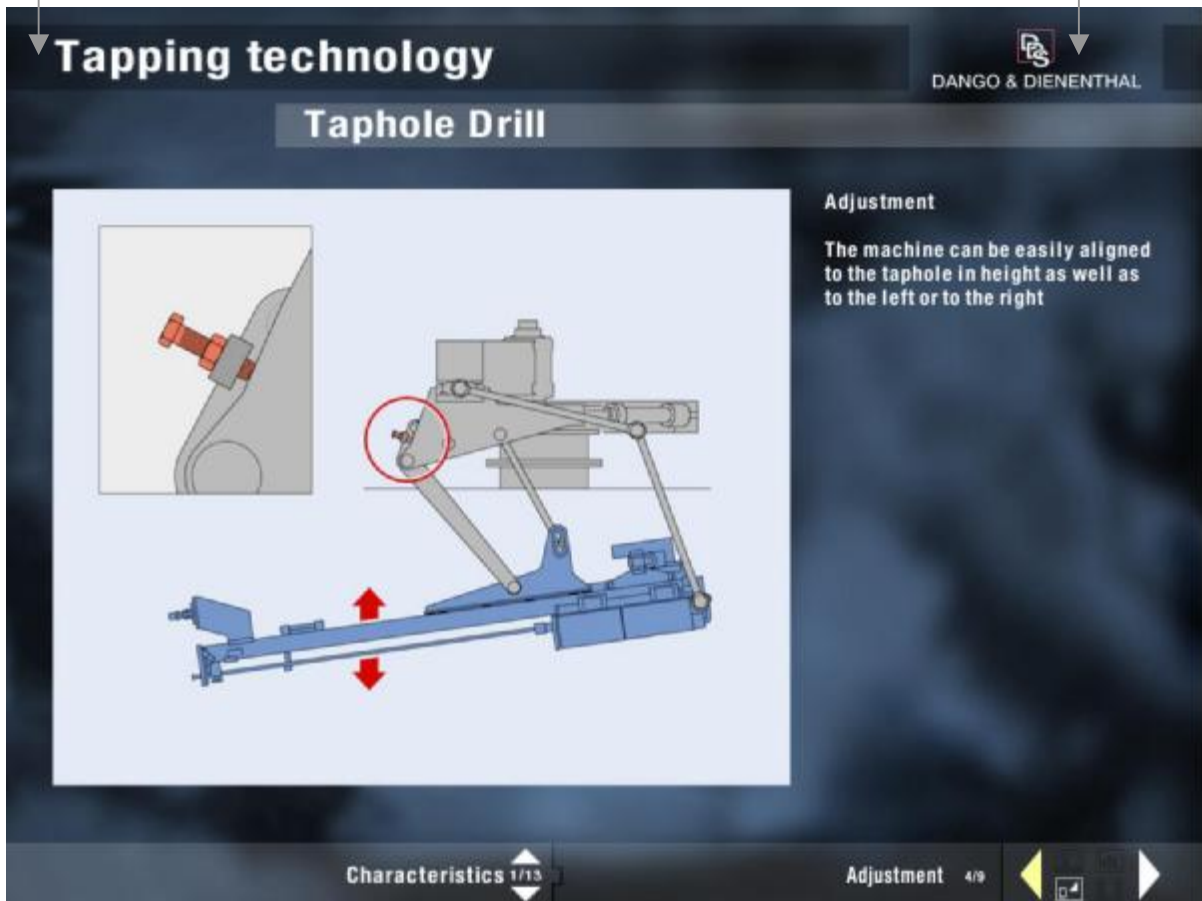 Tapping technology
DDS
DANGO & DIENENTHAL
Taphole Drill
Adjustment
The machine can be easily aligned
to the taphole in height as well as
to the left or to the right
Characteristics 1/13
Adjustment 4/9